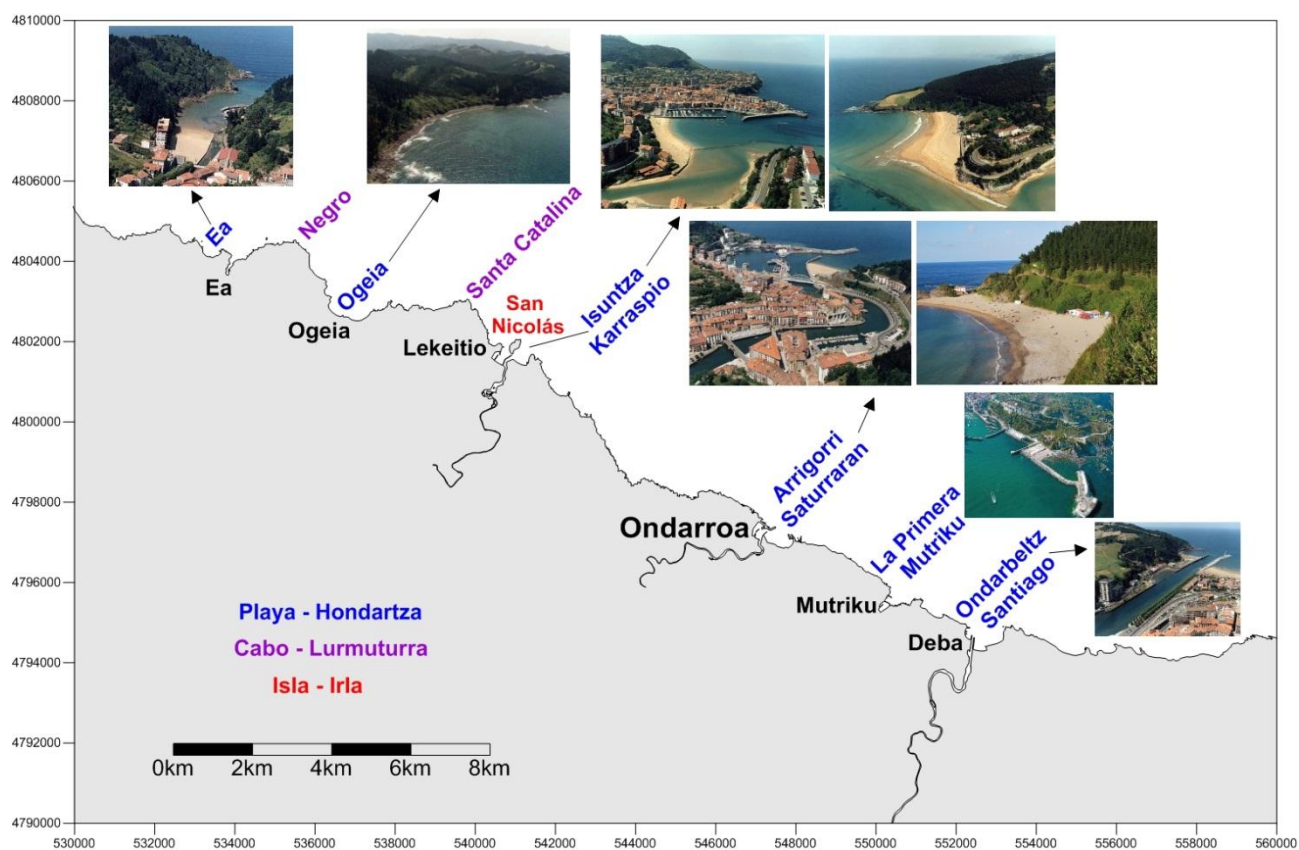 4810000
4808000
4806000
4804000
4802000
4800000
4798000
4796000
4794000
4792000
4790000
530000
532000
534000
536000
538000
540000
542000
544000
546000
548000
550000
552000
554000
556000
558000
560000
Ea
Negro
Ogeia
Santa Catalina
San
Nicolás
Isuntza
Karraspio
Ea
Ogeia
Lekeitio
Arrigorri
Saturraran
Ondarroa
La Primera
Mutriku
Ondarbeltz
Santiago
Mutriku
Deba
Playa - Hondartza
Cabo - Lurmuturra
Isla - Irla
0km
2km
4km
6km
8km